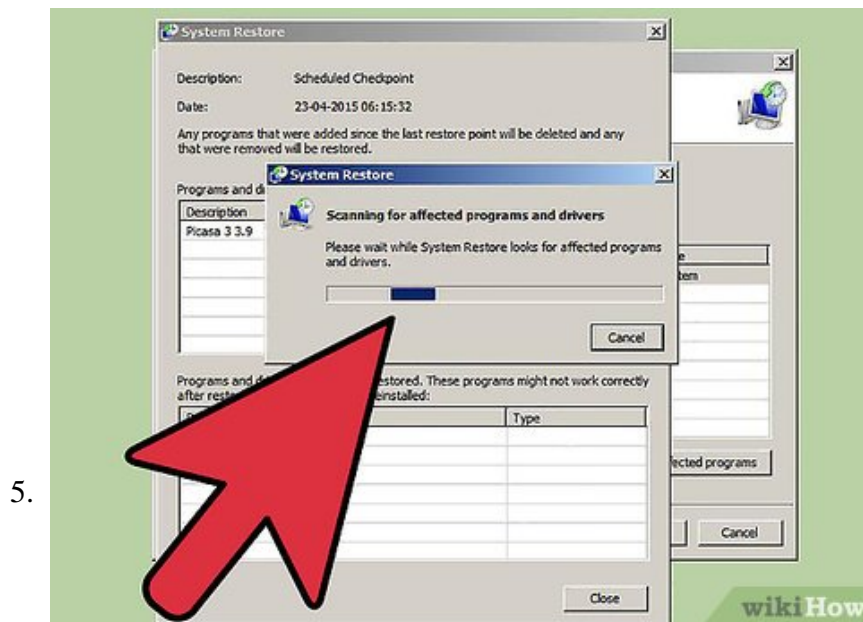 System Restore
Description: Scheduled Checkpoint
Date: 23-04-2015 06:15:32
Any programs that were added since the last restore point will be deleted and any
that were removed will be restored.
Programs and
Description
Picasa 3 3.9
System Restore
Scanning for affected programs and drivers
Please wait while System Restore looks for affected programs
and drivers.
Cancel
Programs and
estored. These programs might not work correctly
after
einstalled:
Type
ected programs
Cancel
Close
5.
wikiHow